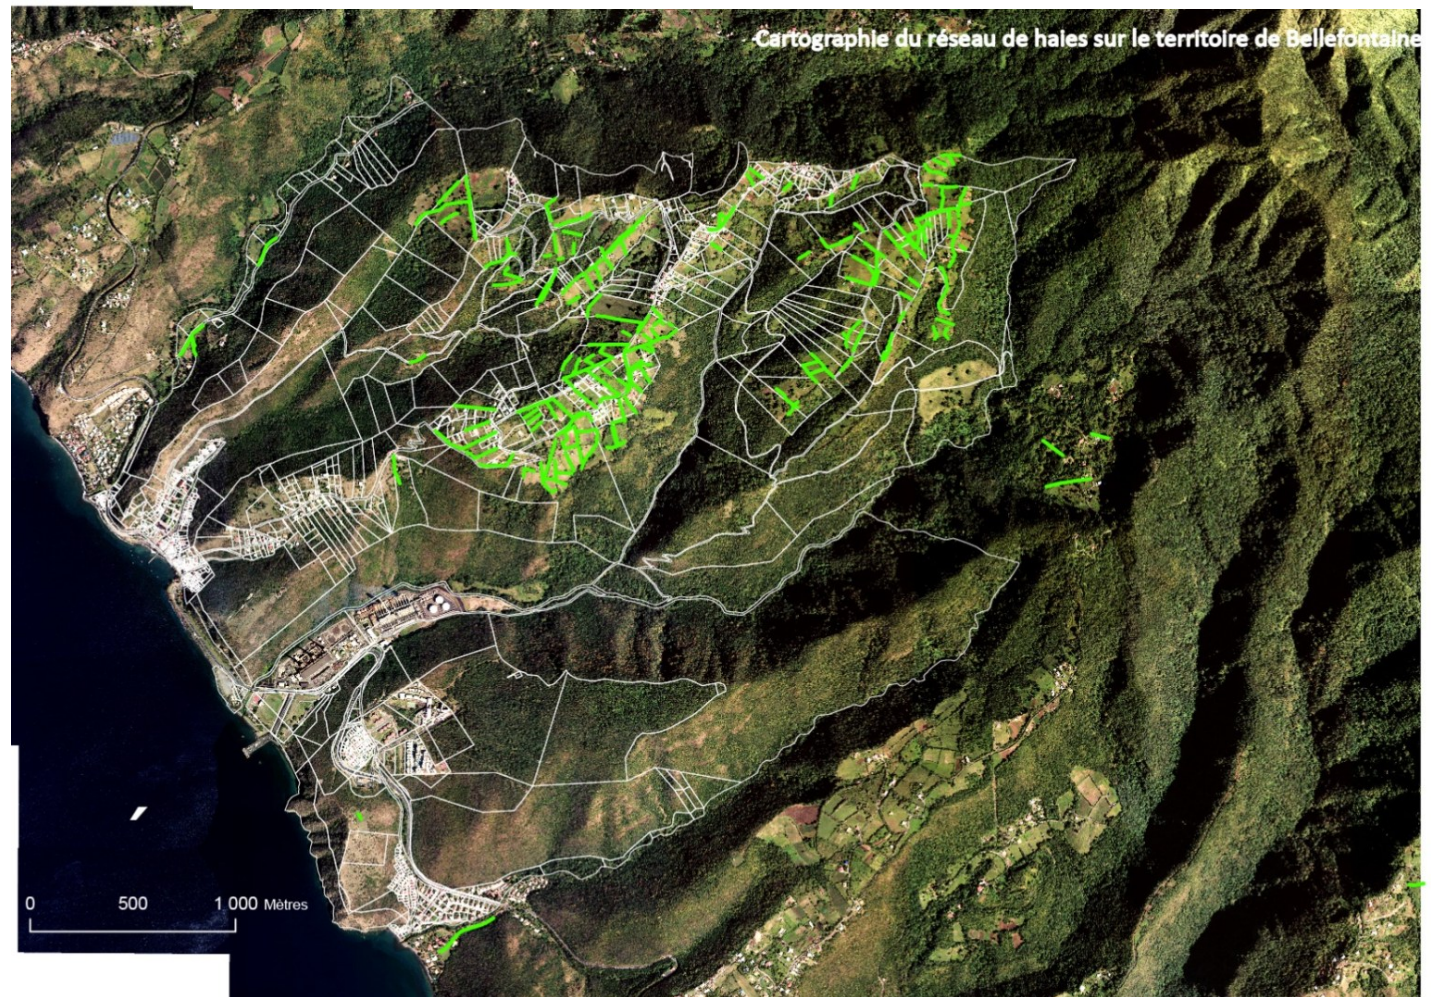 Cartographie du réseau de haies sur le territoire de Bellefontaine
0 500 1 000 Mètres